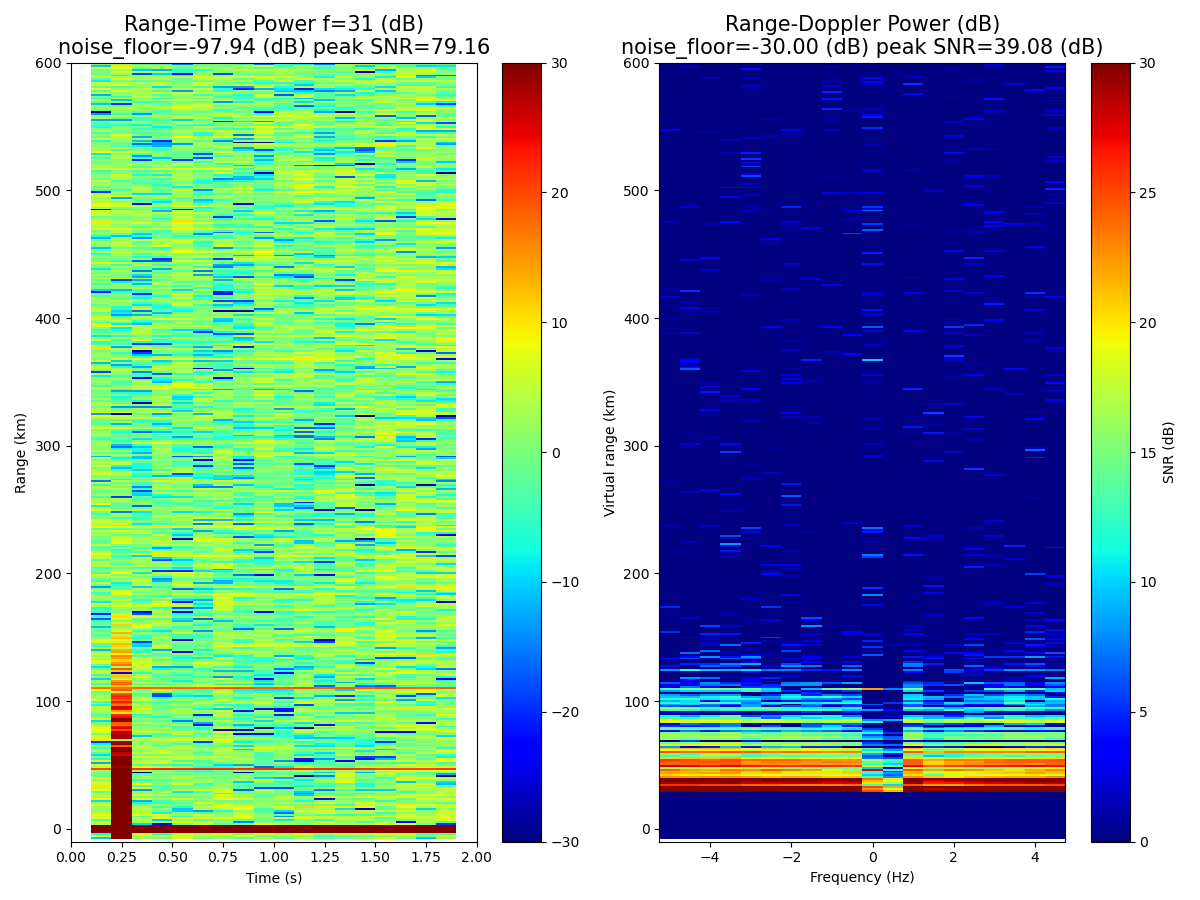 Range-Time Power f=31 (dB)
noise_floor=-97.94 (dB) peak SNR=79.16
600
500
400
300
200
100
0
Range (km)
0.00 0.25 0.50 0.75 1.00 1.25 1.50 1.75 2.00
Time (s)
30
20
10
0
−10
−20
−30
Range-Doppler Power (dB)
noise_floor=-30.00 (dB) peak SNR=39.08 (dB)
600
500
400
300
200
100
0
Virtual range (km)
−4 −2 0 2 4
Frequency (Hz)
30
25
20
15
10
5
0
SNR (dB)